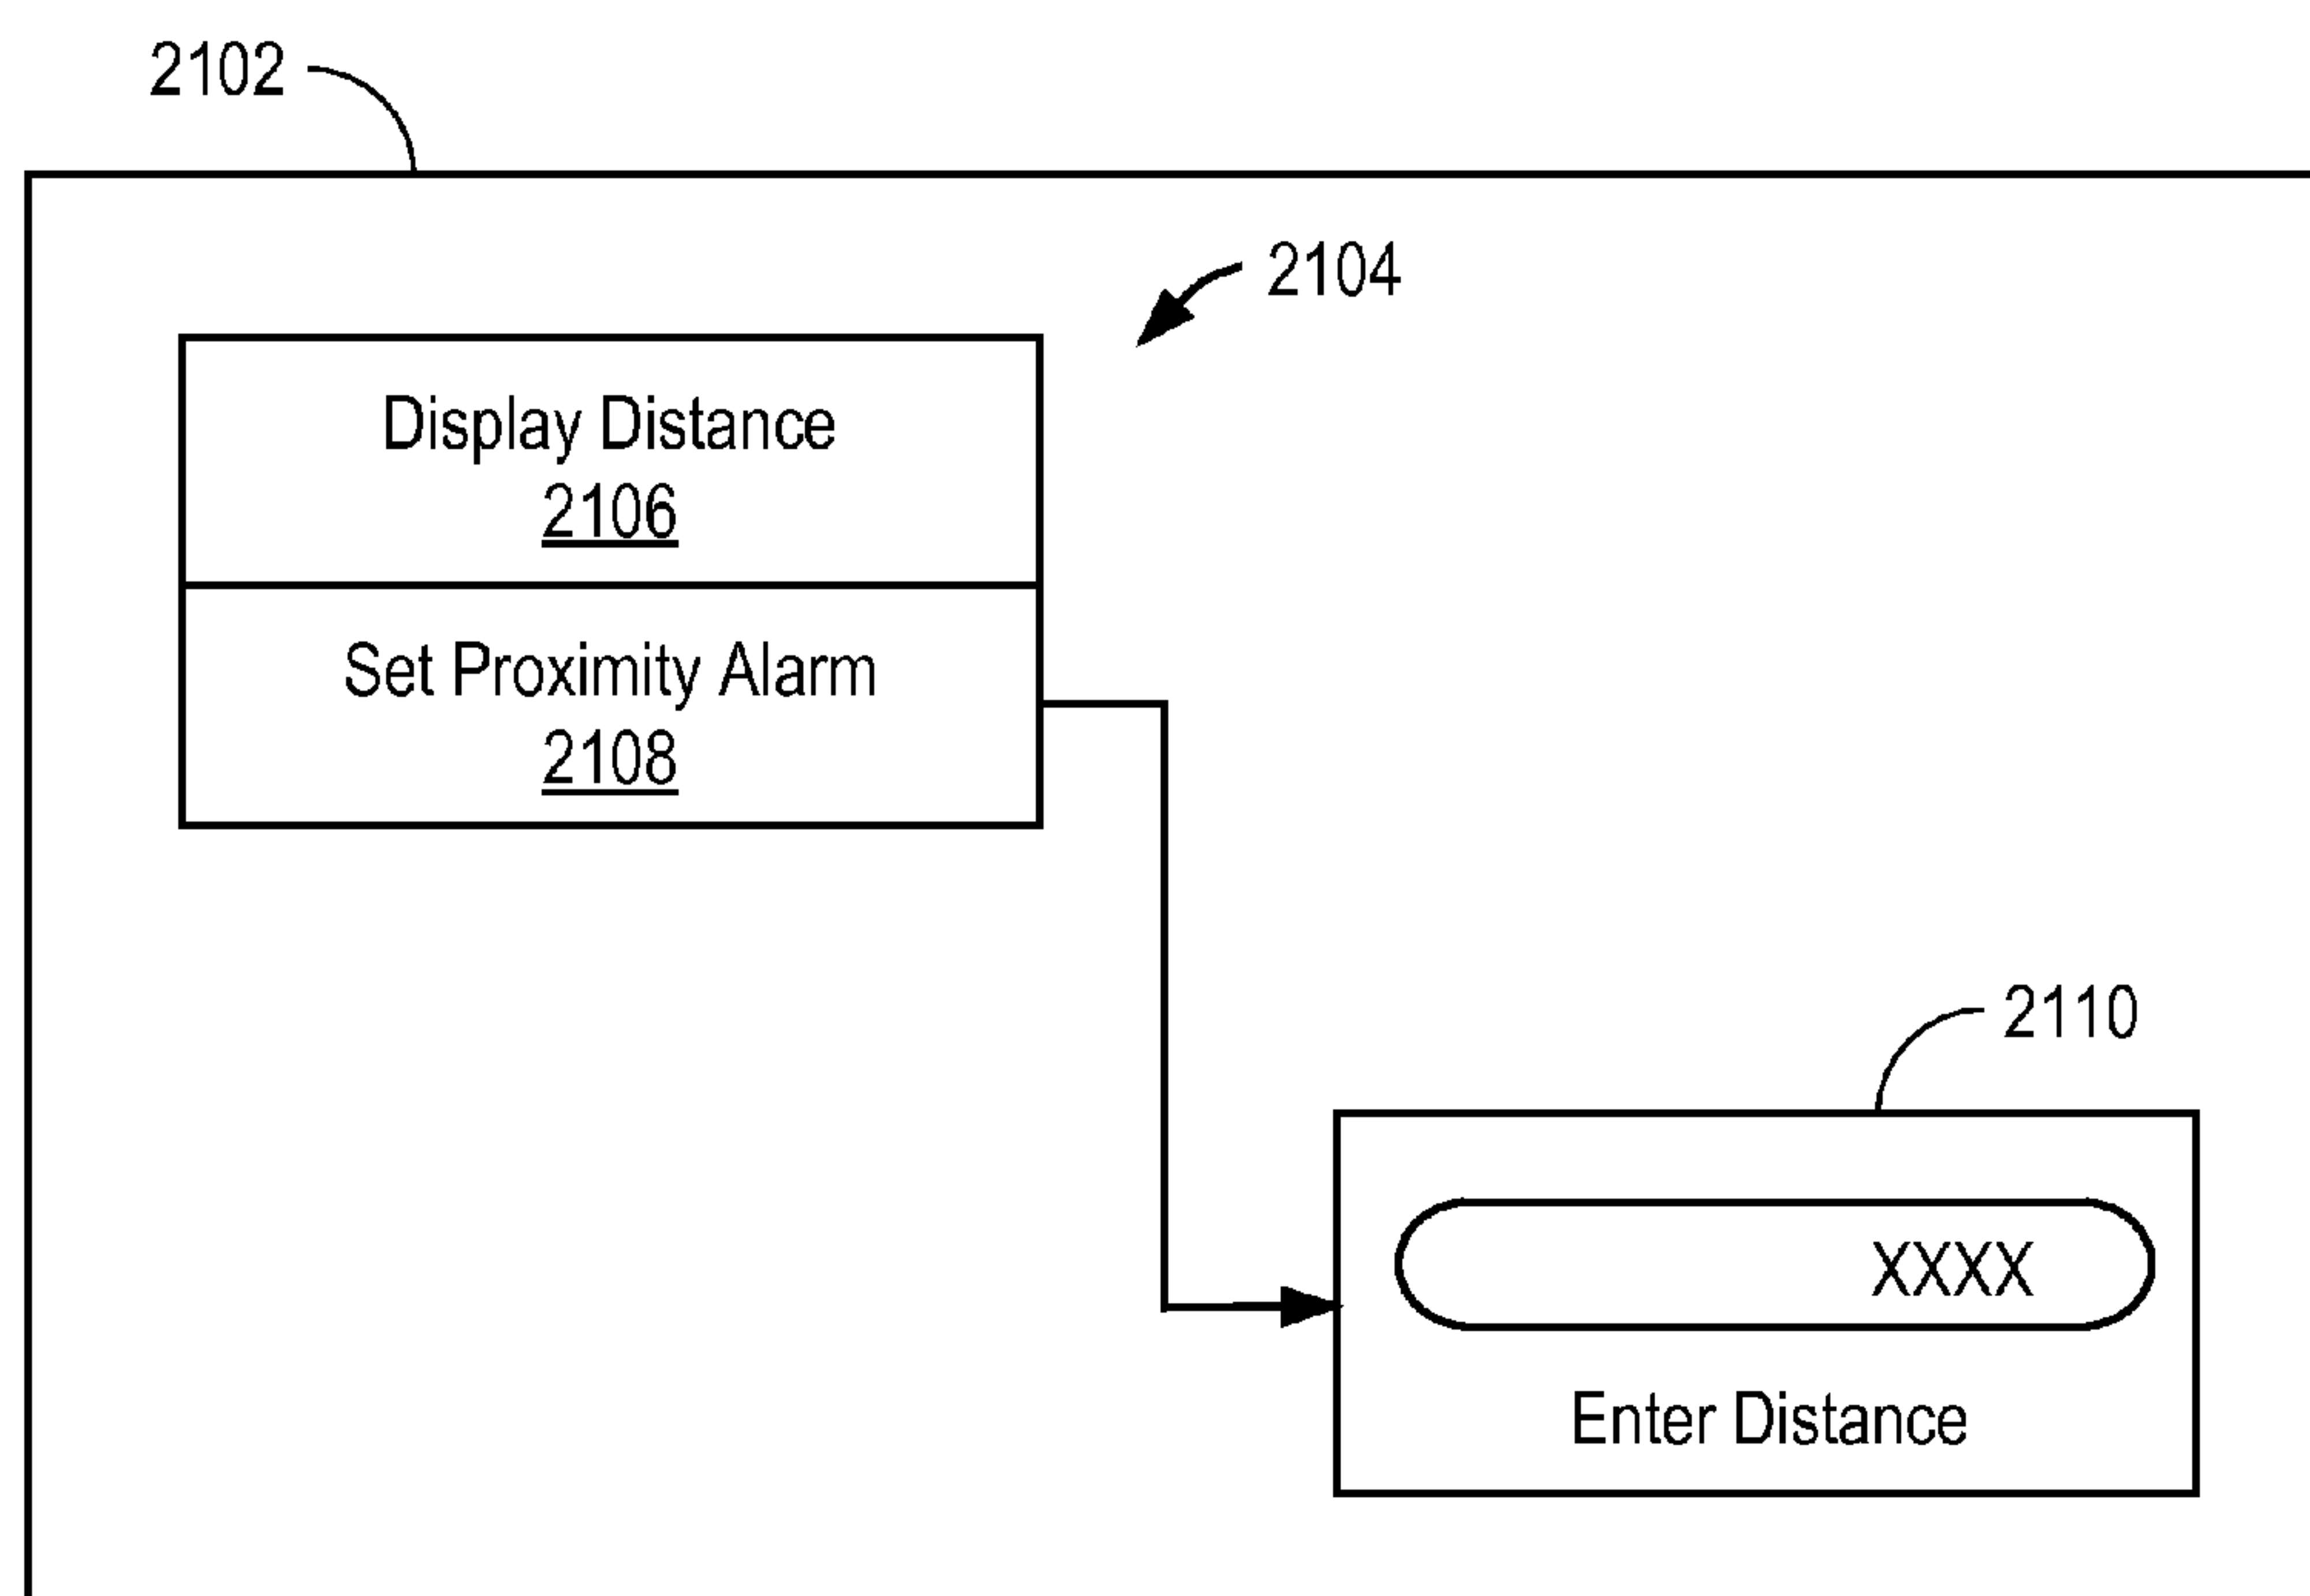 2102
2104
Display Distance
2106
Set Proximity Alarm
2108
2110
XXXX
Enter Distance